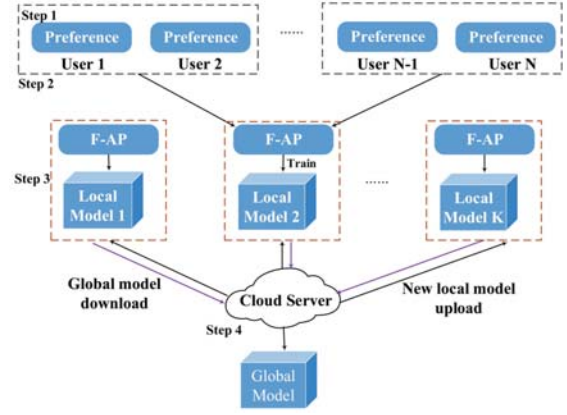 Step 1
Preference
Preference
......
Preference
Preference
User 1
User 2
User N-1
User N
Step 2
F-AP
F-AP
F-AP
Train
Step 3
Local
Model 1
Local
Model 2
......
Local
Model K
Global model
download
Cloud Server
New local model
upload
Step 4
Global
Model